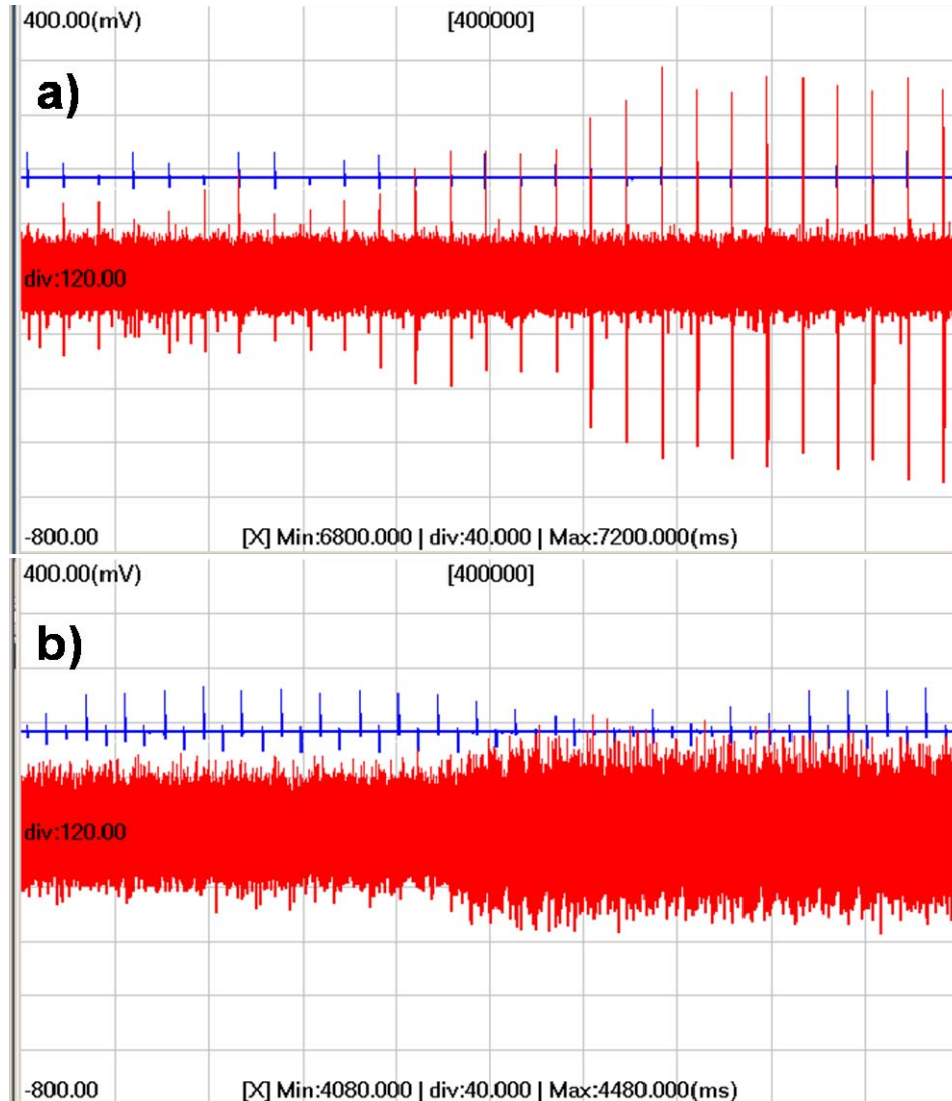 400.00(mV) [400000]
a)
div:120.00
-800.00 [X] Min:6800.000 | div:40.000 | Max:7200.000(ms)
400.00(mV) [400000]
b)
div:120.00
-800.00 [X] Min:4080.000 | div:40.000 | Max:4480.000(ms)